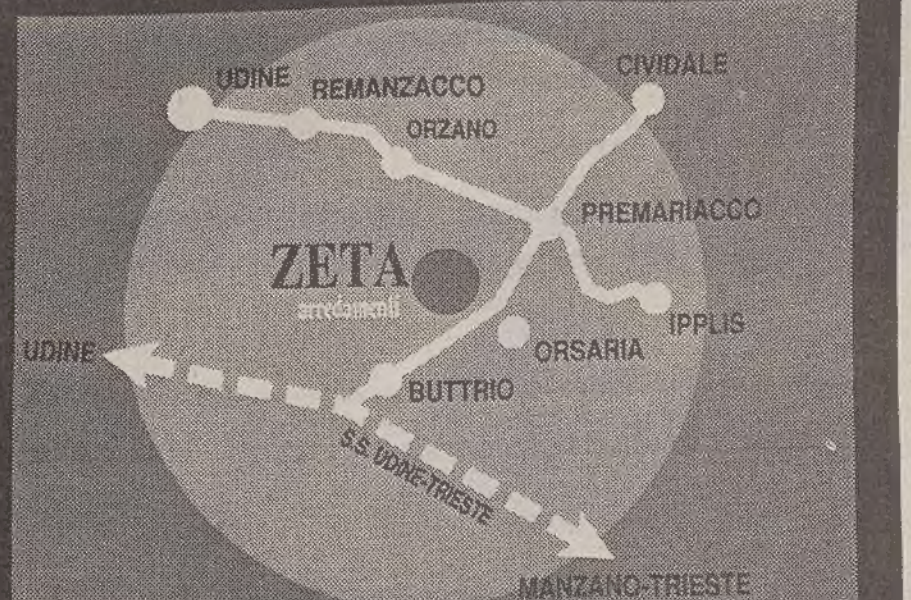 UDINE
REMANZACCO
CIVIDALE
ORZANO
PREMARIACCO
ZETA
arredamenti
IPPLIS
UDINE
ORSARIA
BUTTRIO
S.S. UDINE-TRIESTE
MANZANO-TRIESTE